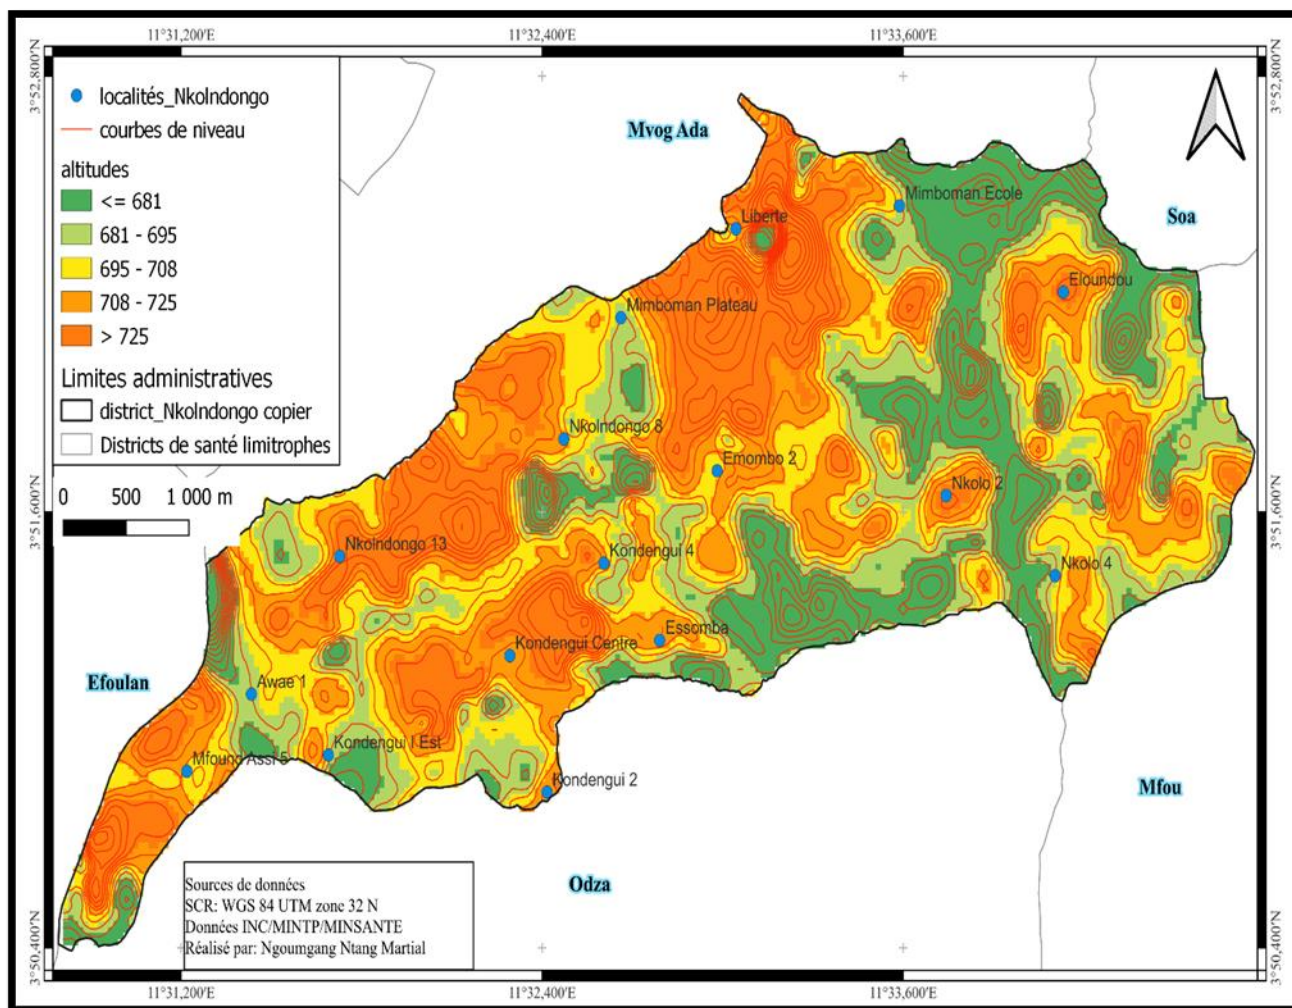 11°31,200'E 11°32,400'E 11°33,600'E
3°52,800'N 3°52,800'N
localités_Nkolndongo
courbes de niveau
altitudes
<= 681
681 - 695
695 - 708
708 - 725
> 725
Limites administratives
district_Nkolndongo copier
Districts de santé limitrophes
0 500 1 000 m
Mvog Ada
Mimboman Ecole
Soa
Liberte
Eloundou
Mimboman Plateau
Nkolndongo 8
Emombo 2
Nkolo 2
3°51,600'N 3°51,600'N
Nkolndongo 13
Kondengui 4
Nkolo 4
Essomba
Kondengui Centre
Efoulan
Awae 1
Kondengui I Est
Mfound Assi 5
Kondengui 2
Mfou
Odza
Sources de données
SCR: WGS 84 UTM zone 32 N
Données INC/MINTP/MINSANTE
Réalisé par: Ngoumgang Ntang Martial
3°50,400'N 3°50,400'N
11°31,200'E 11°32,400'E 11°33,600'E